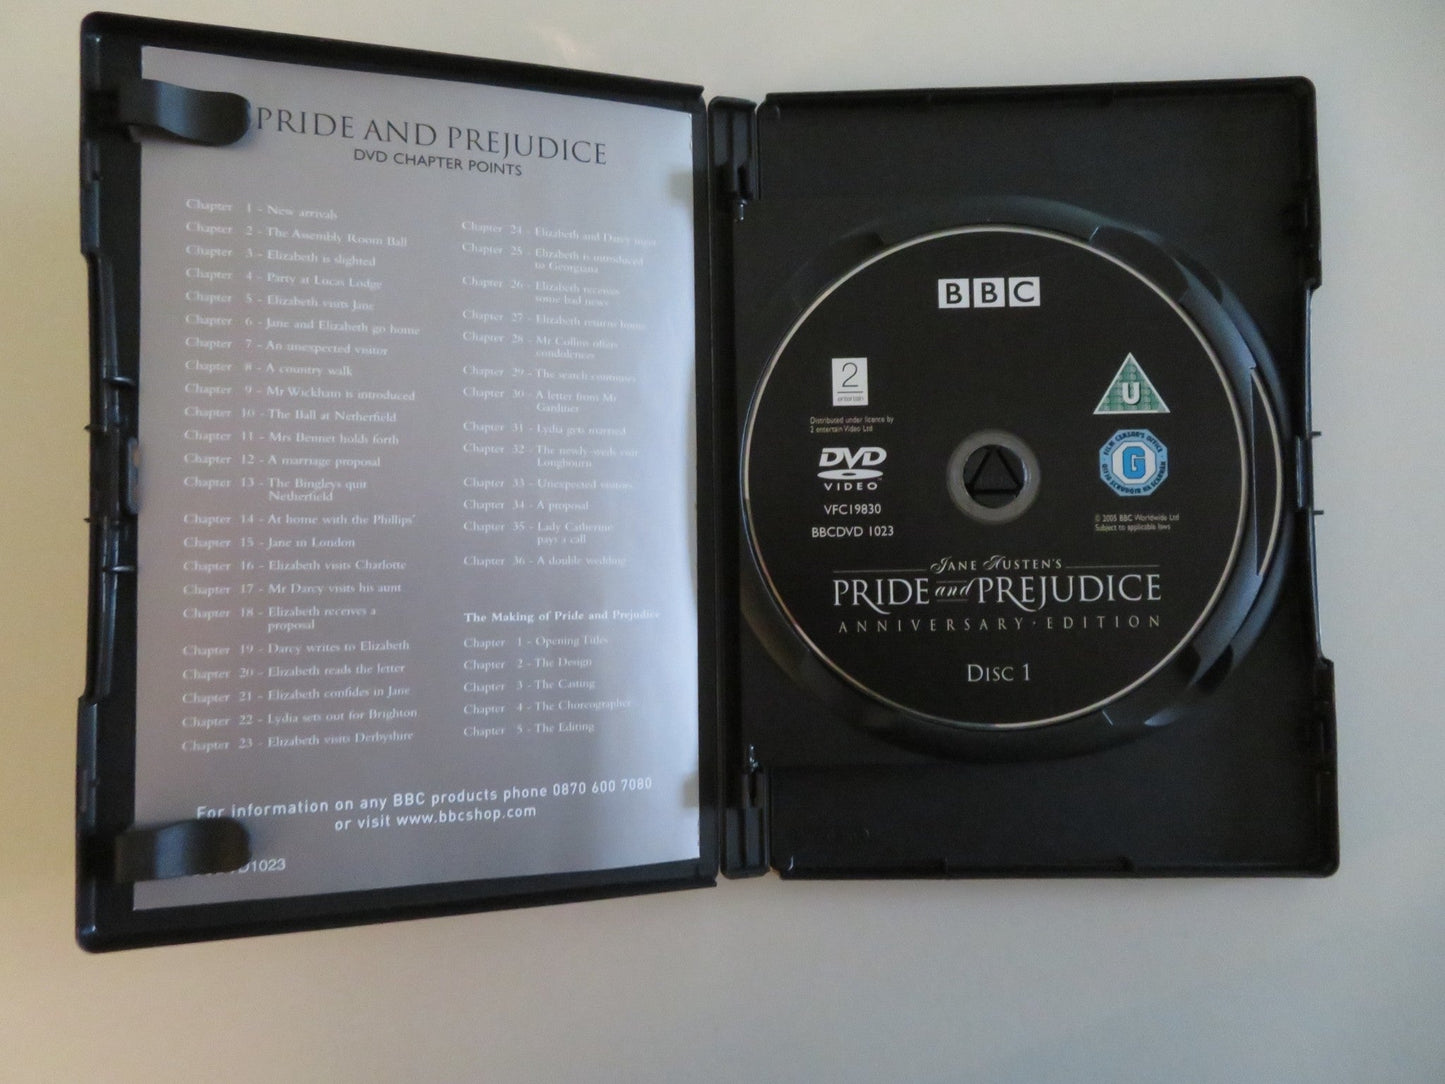 PRIDE AND PREJUDICE
DVD CHAPTER POINTS
Chapter 1 - New arrivals
Chapter 2 - The Assembly Room Ball
Chapter 3 - Elizabeth is slighted
Chapter 4 - Party at Lucas Lodge
Chapter 5 - Elizabeth visits Jane
Chapter 6 - Jane and Elizabeth go home
Chapter 7 - An unexpected visitor
Chapter 8 - A country walk
Chapter 9 - Mr Wickham is introduced
Chapter 10 - The Ball at Netherfield
Chapter 11 - Mrs Bennet holds forth
Chapter 12 - A marriage proposal
Chapter 13 - The Bingleys quit
Netherfield
Chapter 14 - At home with the Phillips'
Chapter 15 - Jane in London
Chapter 16 - Elizabeth visits Charlotte
Chapter 17 - Mr Darcy visits his aunt
Chapter 18 - Elizabeth receives a
proposal
Chapter 19 - Darcy writes to Elizabeth
Chapter 20 - Elizabeth reads the letter
Chapter 21 - Elizabeth confides in Jane
Chapter 22 - Lydia sets out for Brighton
Chapter 23 - Elizabeth visits Derbyshire
Chapter 24 - Elizabeth and Darcy meet
Chapter 25 - Elizabeth is introduced
to Georgiana
Chapter 26 - Elizabeth receives
some bad news
Chapter 27 - Elizabeth returns home
Chapter 28 - Mr Collins offers
condolences
Chapter 29 - The search continues
Chapter 30 - A letter from Mr
Gardiner
Chapter 31 - Lydia gets married
Chapter 32 - The newly-weds visit
Longbourn
Chapter 33 - Unexpected visitors
Chapter 34 - A proposal
Chapter 35 - Lady Catherine
pays a call
Chapter 36 - A double wedding
The Making of Pride and Prejudice
Chapter 1 - Opening Titles
Chapter 2 - The Design
Chapter 3 - The Casting
Chapter 4 - The Choreographer
Chapter 5 - The Editing
For information on any BBC products phone 0870 600 7080
or visit www.bbcshop.com
D1023
BBC
2
entertain
Distributed under licence by
2 entertain Video Ltd
U
DVD
VIDEO
FILM CENSOR'S OFFICE
G
VFC19830
BBCDVD 1023
© 2005 BBC Worldwide Ltd
Subject to applicable laws
JANE AUSTEN'S
PRIDE and PREJUDICE
ANNIVERSARY · EDITION
DISC 1